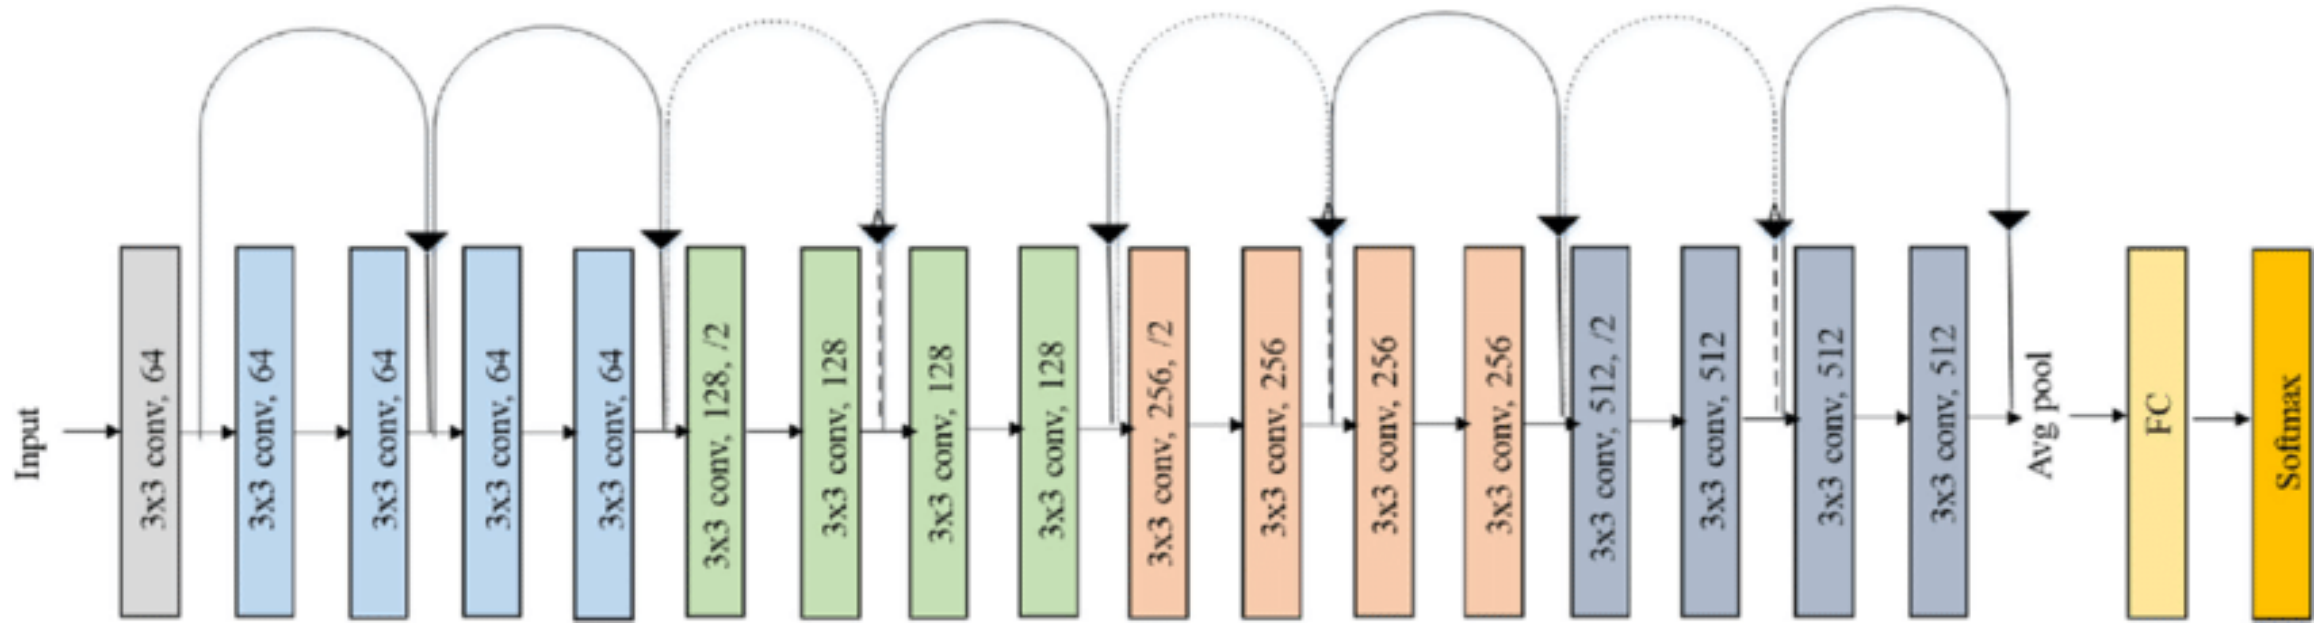 Input
3x3 conv, 64
3x3 conv, 64
3x3 conv, 64
3x3 conv, 64
3x3 conv, 64
3x3 conv, 128, /2
3x3 conv, 128
3x3 conv, 128
3x3 conv, 128
3x3 conv, 256, /2
3x3 conv, 256
3x3 conv, 256
3x3 conv, 256
3x3 conv, 512, /2
3x3 conv, 512
3x3 conv, 512
3x3 conv, 512
Avg pool
FC
Softmax